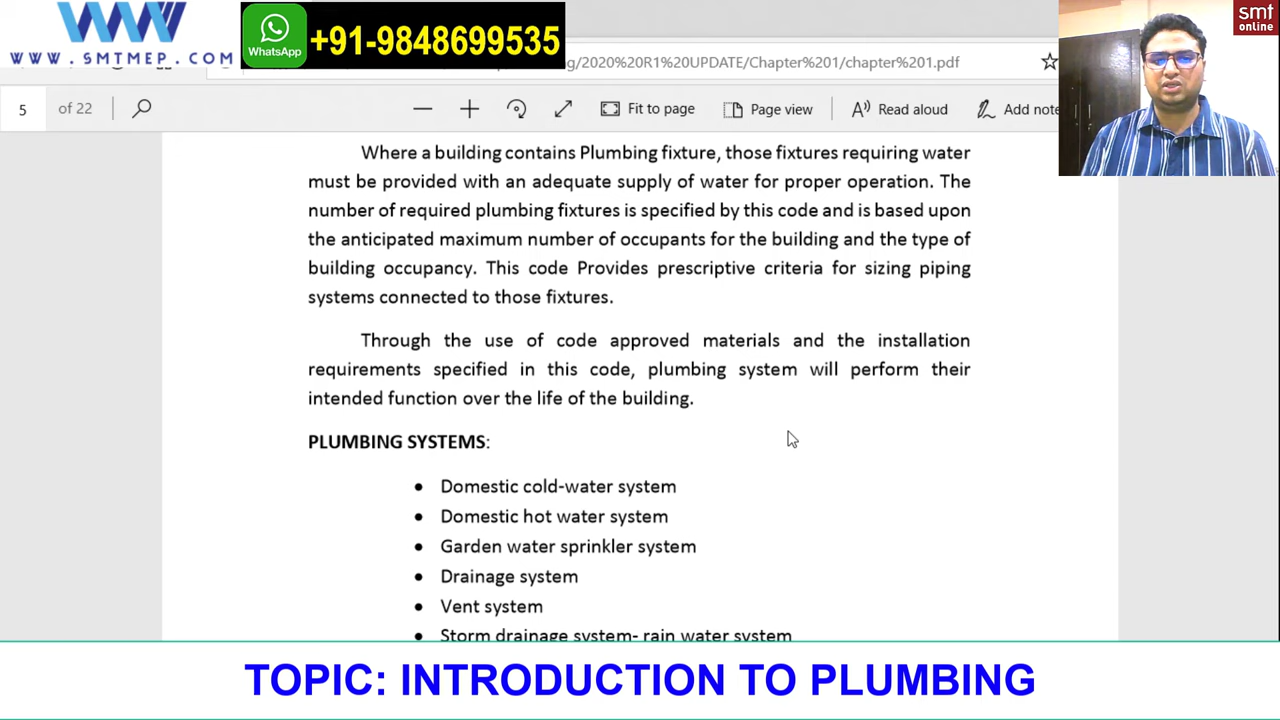 WWW.SMTMEP.COM
WhatsApp
+91-9848699535
smt
online
g/2020%20R1%20UPDATE/Chapter%201/chapter%201.pdf
5 of 22
Fit to page
Page view
Read aloud
Add note
Where a building contains Plumbing fixture, those fixtures requiring water
must be provided with an adequate supply of water for proper operation. The
number of required plumbing fixtures is specified by this code and is based upon
the anticipated maximum number of occupants for the building and the type of
building occupancy. This code Provides prescriptive criteria for sizing piping
systems connected to those fixtures.
Through the use of code approved materials and the installation
requirements specified in this code, plumbing system will perform their
intended function over the life of the building.
PLUMBING SYSTEMS:
• Domestic cold-water system
• Domestic hot water system
• Garden water sprinkler system
• Drainage system
• Vent system
• Storm drainage system- rain water system
TOPIC: INTRODUCTION TO PLUMBING